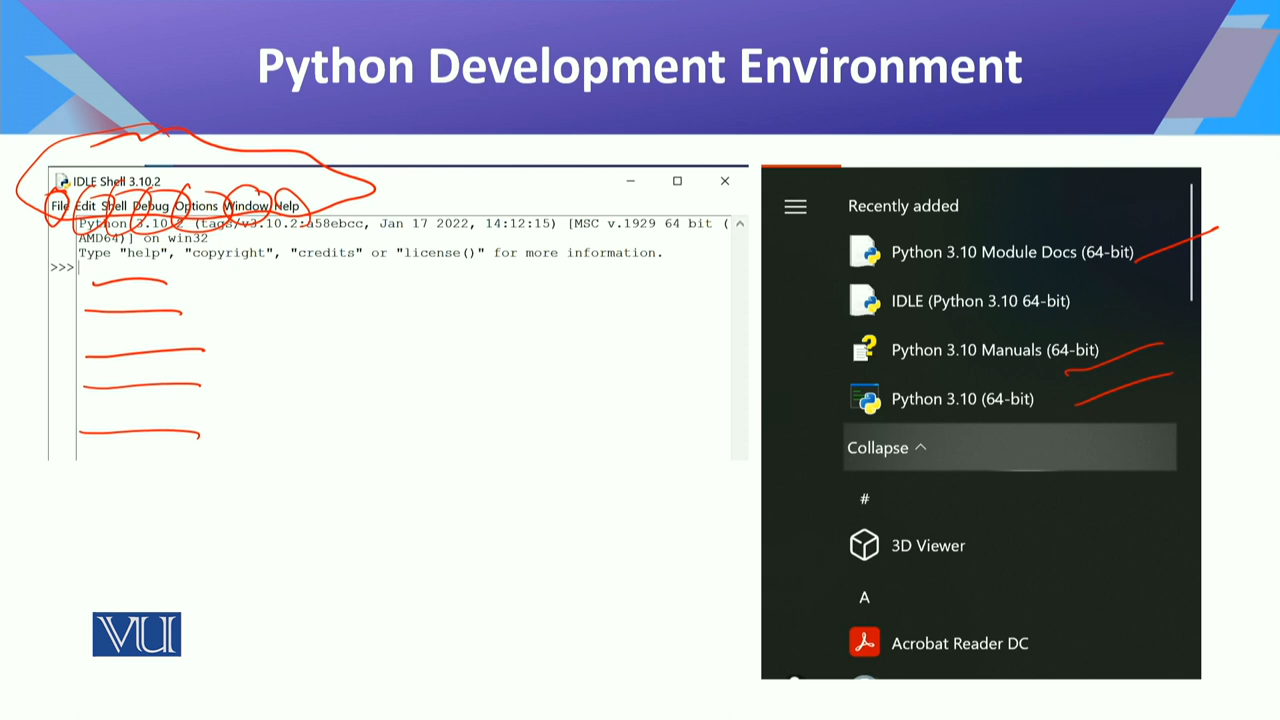 Python Development Environment
IDLE Shell 3.10.2
File Edit Shell Debug Options Window Help
Python 3.10.2 (tags/v3.10.2:a58ebcc, Jan 17 2022, 14:12:15) [MSC v.1929 64 bit (
AMD64)] on win32
Type "help", "copyright", "credits" or "license()" for more information.
>>>
Recently added
Python 3.10 Module Docs (64-bit)
IDLE (Python 3.10 64-bit)
Python 3.10 Manuals (64-bit)
Python 3.10 (64-bit)
Collapse
#
3D Viewer
A
Acrobat Reader DC
VU